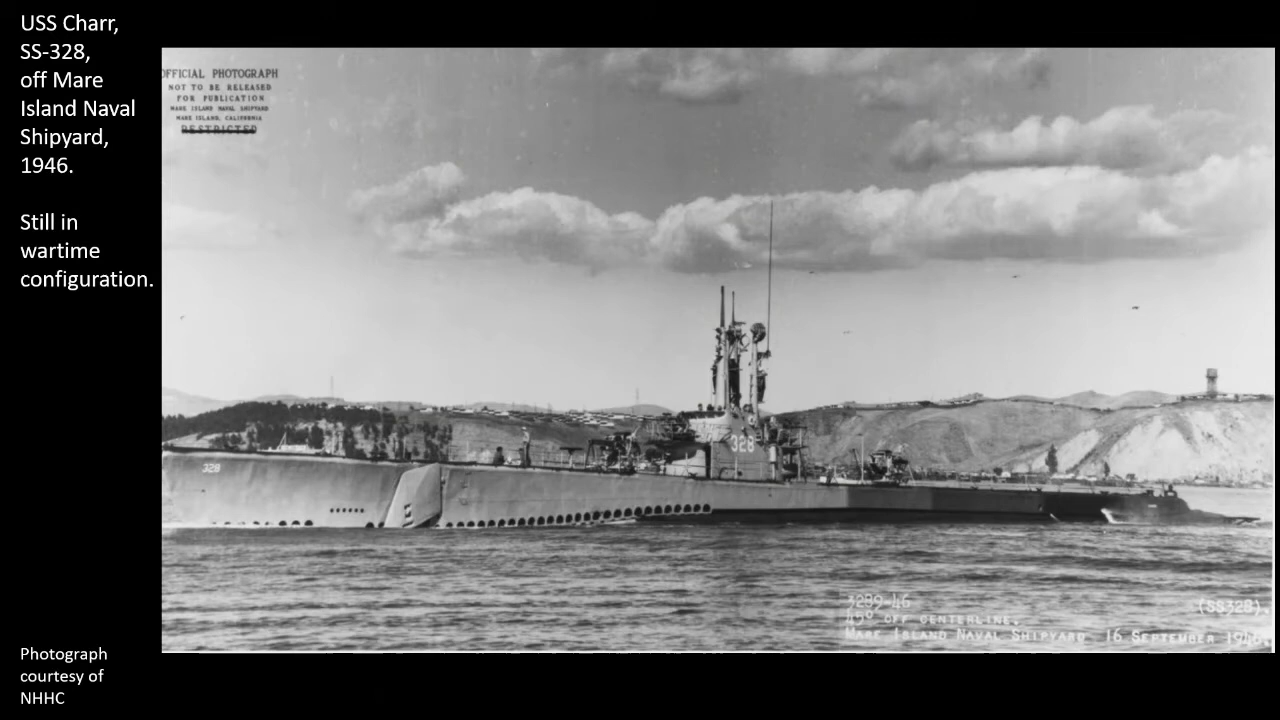 USS Charr,
SS-328,
off Mare
Island Naval
Shipyard,
1946.
Still in
wartime
configuration.
OFFICIAL PHOTOGRAPH
NOT TO BE RELEASED
FOR PUBLICATION
MARE ISLAND NAVAL SHIPYARD
MARE ISLAND, CALIFORNIA
RESTRICTED
328
328
3289-46
45° OFF CENTERLINE.
MARE ISLAND NAVAL SHIPYARD
(SS328).
16 SEPTEMBER 1946.
Photograph
courtesy of
NHHC